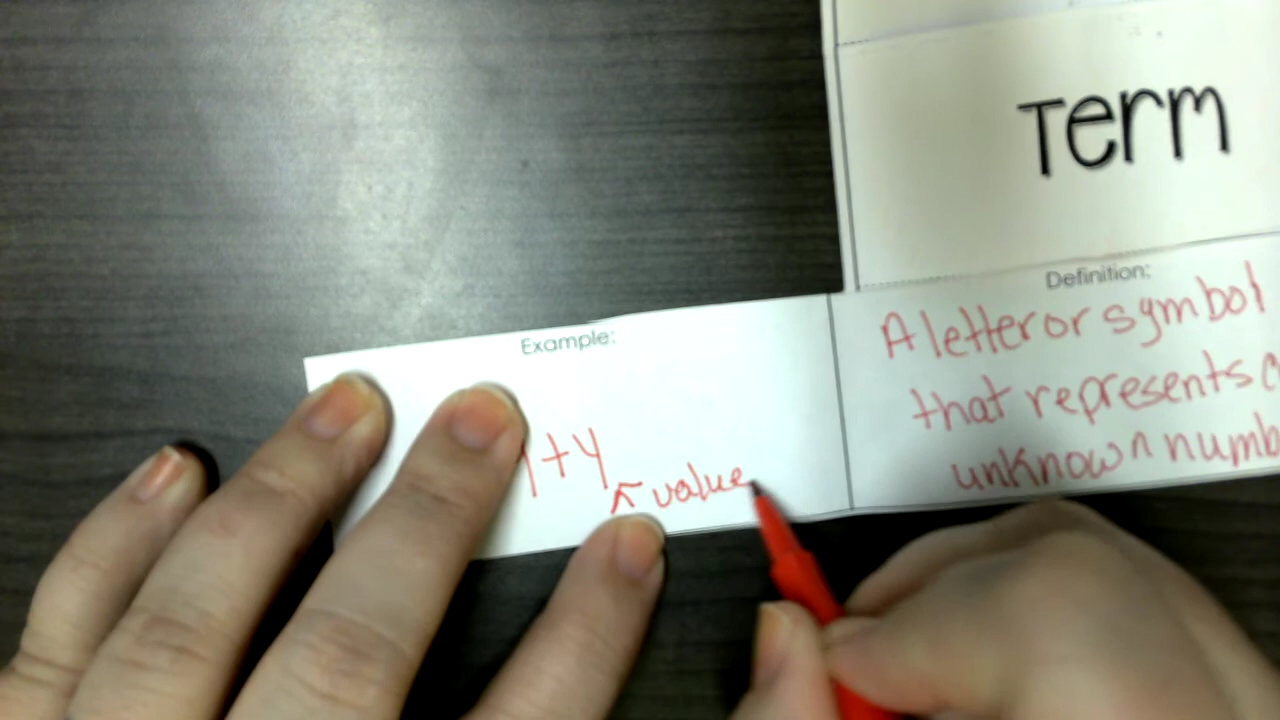 Term
Definition:
A letter or symbol
that represents
unknown numb
Example:
+4
value